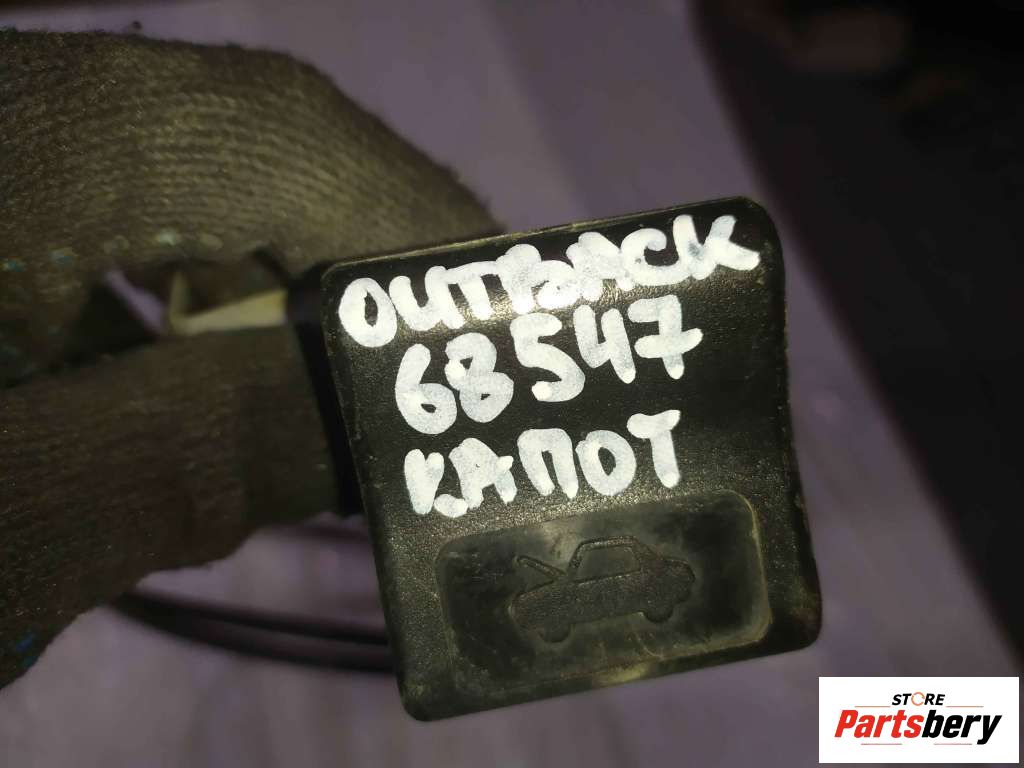 OUTBACK
68547
КАПОТ
STORE
Partsbery